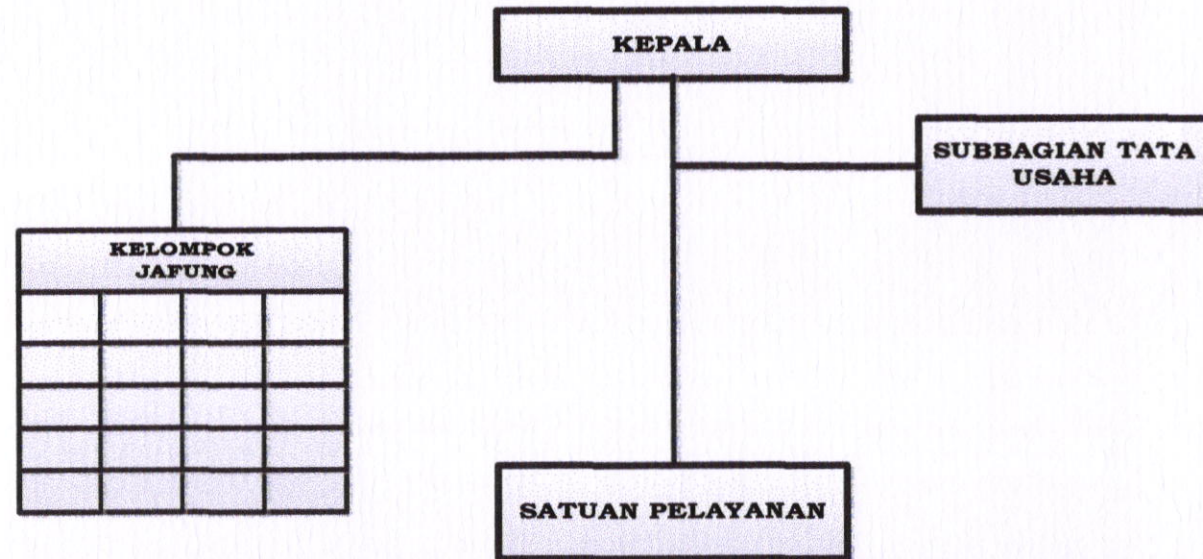 KEPALA
SUBBAGIAN TATA
USAHA
KELOMPOK
JAFUNG
SATUAN PELAYANAN